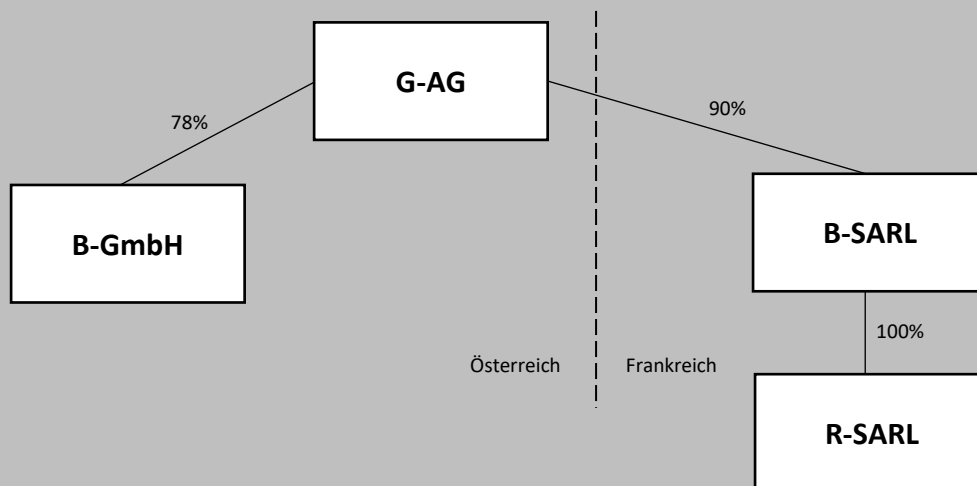 G-AG
78%
90%
B-GmbH
B-SARL
100%
Österreich
Frankreich
R-SARL